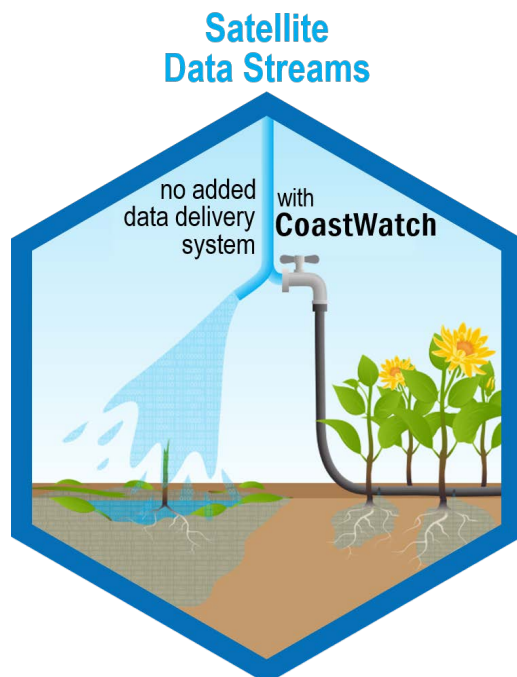 Satellite
Data Streams
no added
data delivery
system
with
CoastWatch